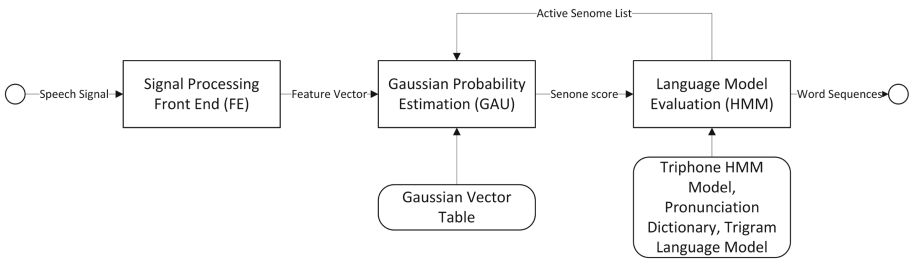 Active Senome List
Speech Signal
Signal Processing
Front End (FE)
Feature Vector
Gaussian Probability
Estimation (GAU)
Senone score
Language Model
Evaluation (HMM)
Word Sequences
Gaussian Vector
Table
Triphone HMM
Model,
Pronunciation
Dictionary, Trigram
Language Model